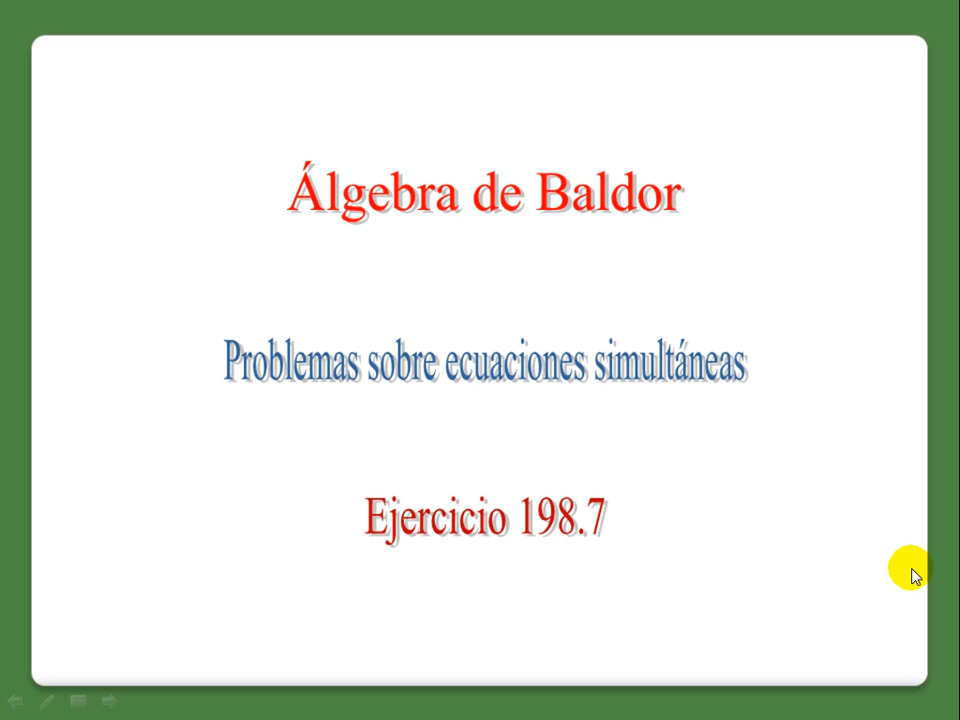 Álgebra de Baldor
Problemas sobre ecuaciones simultáneas
Ejercicio 198.7